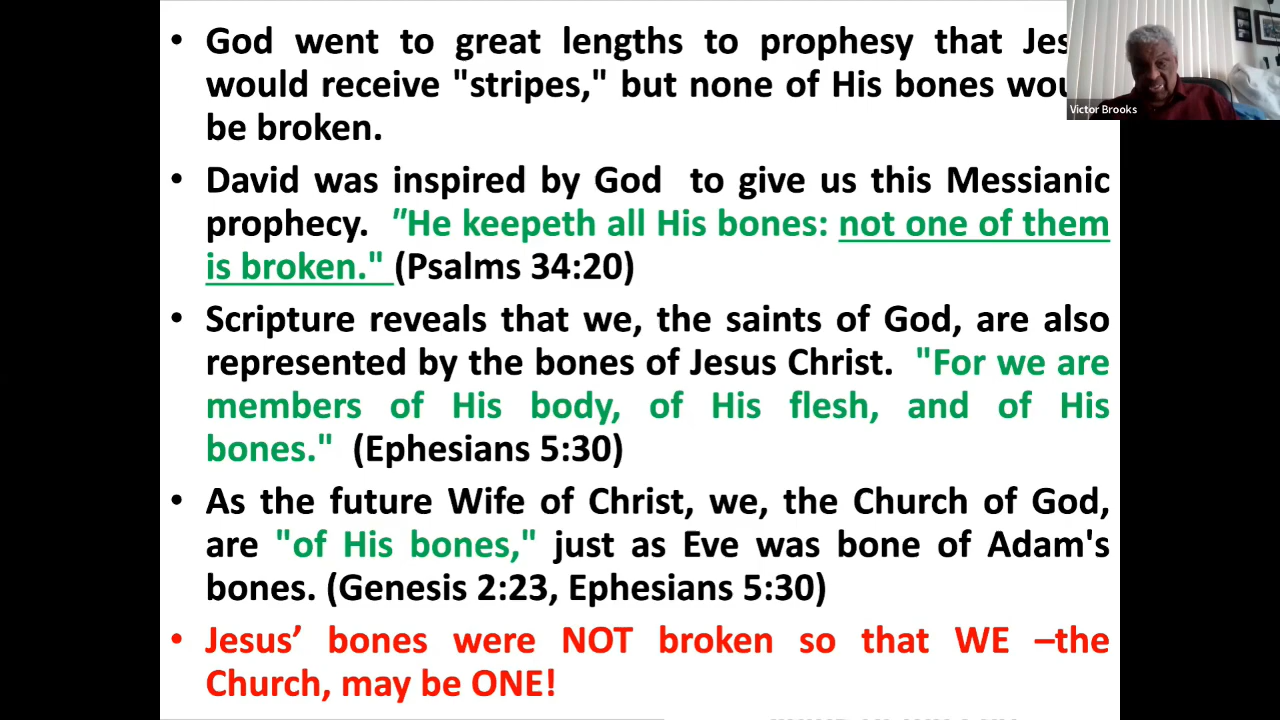 • God went to great lengths to prophesy that
would receive "stripes," but none of His bones
be broken.
• David was inspired by God to give us this Messianic
prophecy. "He keepeth all His bones: not one of them
is broken." (Psalms 34:20)
• Scripture reveals that we, the saints of God, are also
represented by the bones of Jesus Christ. "For we are
members of His body, of His flesh, and of His
bones." (Ephesians 5:30)
• As the future Wife of Christ, we, the Church of God,
are "of His bones," just as Eve was bone of Adam's
bones. (Genesis 2:23, Ephesians 5:30)
• Jesus’ bones were NOT broken so that WE –the
Church, may be ONE!
Victor Brooks